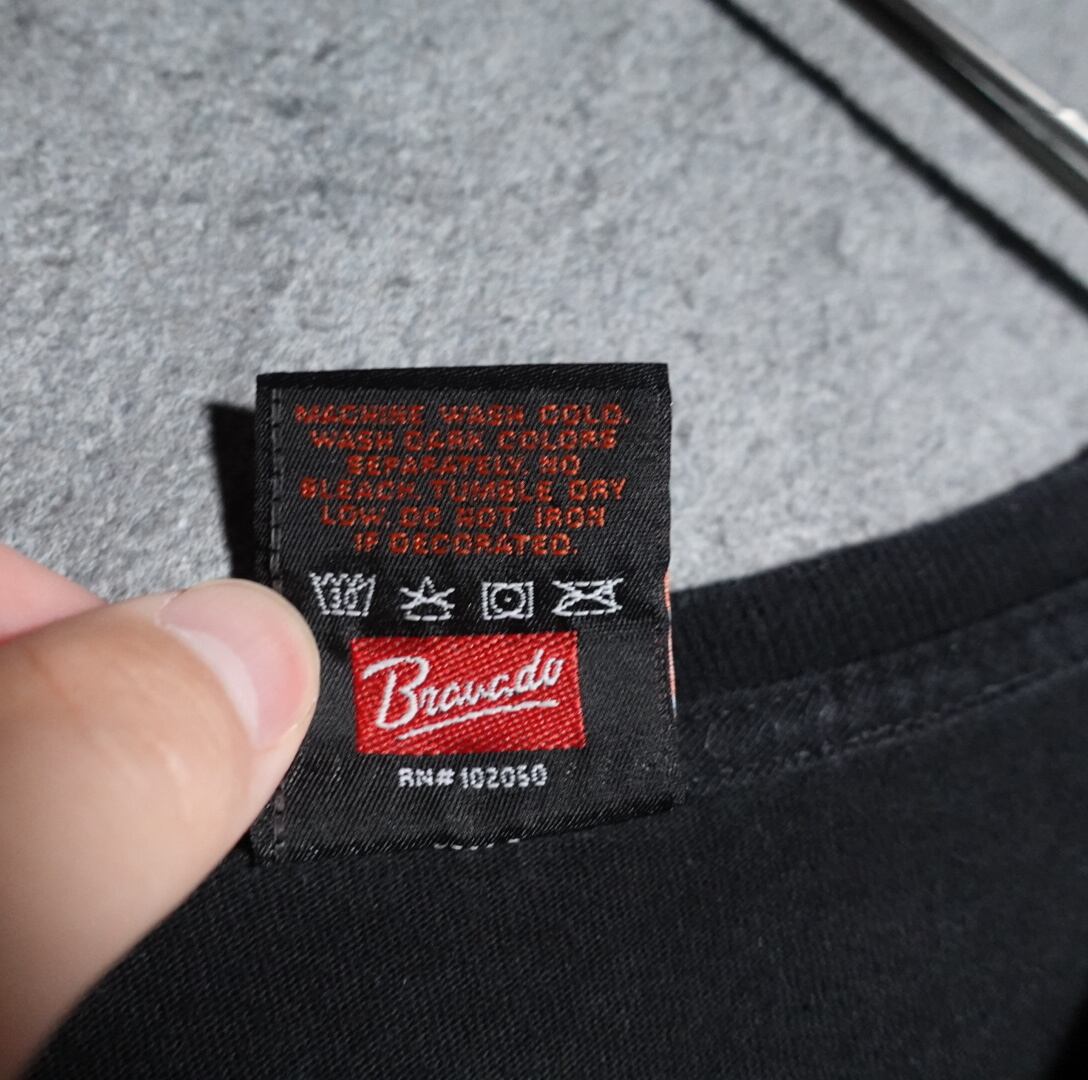 MACHINE WASH COLD.
WASH DARK COLORS
SEPARATELY. NO
BLEACH. TUMBLE DRY
LOW. DO NOT IRON
IF DECORATED.
30
Bravado
RN# 102050